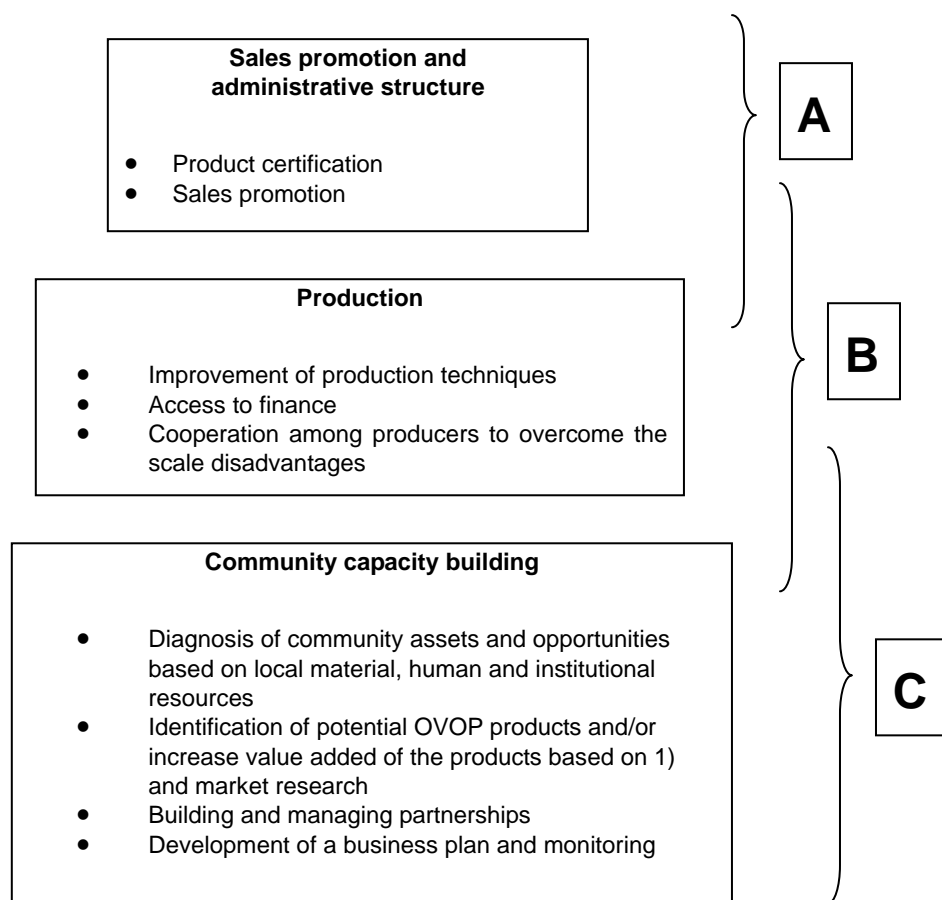 Sales promotion and
administrative structure
● Product certification
● Sales promotion
A
Production
● Improvement of production techniques
● Access to finance
● Cooperation among producers to overcome the
scale disadvantages
B
Community capacity building
● Diagnosis of community assets and opportunities
based on local material, human and institutional
resources
● Identification of potential OVOP products and/or
increase value added of the products based on 1)
and market research
● Building and managing partnerships
● Development of a business plan and monitoring
C